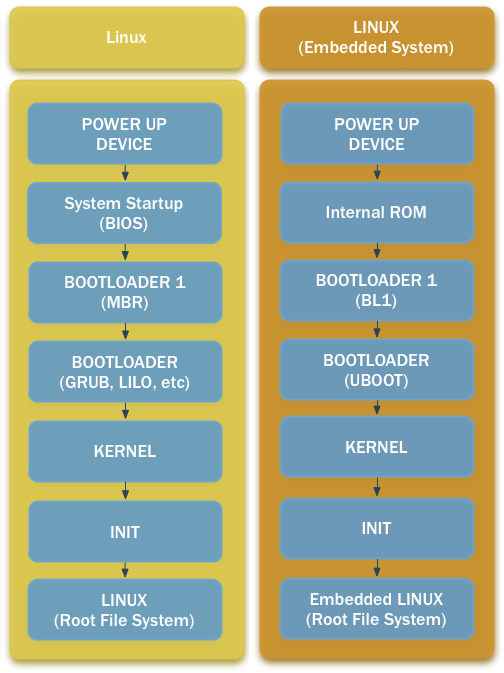 Linux
POWER UP
DEVICE
System Startup
(BIOS)
BOOTLOADER 1
(MBR)
BOOTLOADER
(GRUB, LILO, etc)
KERNEL
INIT
LINUX
(Root File System)
LINUX
(Embedded System)
POWER UP
DEVICE
Internal ROM
BOOTLOADER 1
(BL1)
BOOTLOADER
(UBOOT)
KERNEL
INIT
Embedded LINUX
(Root File System)